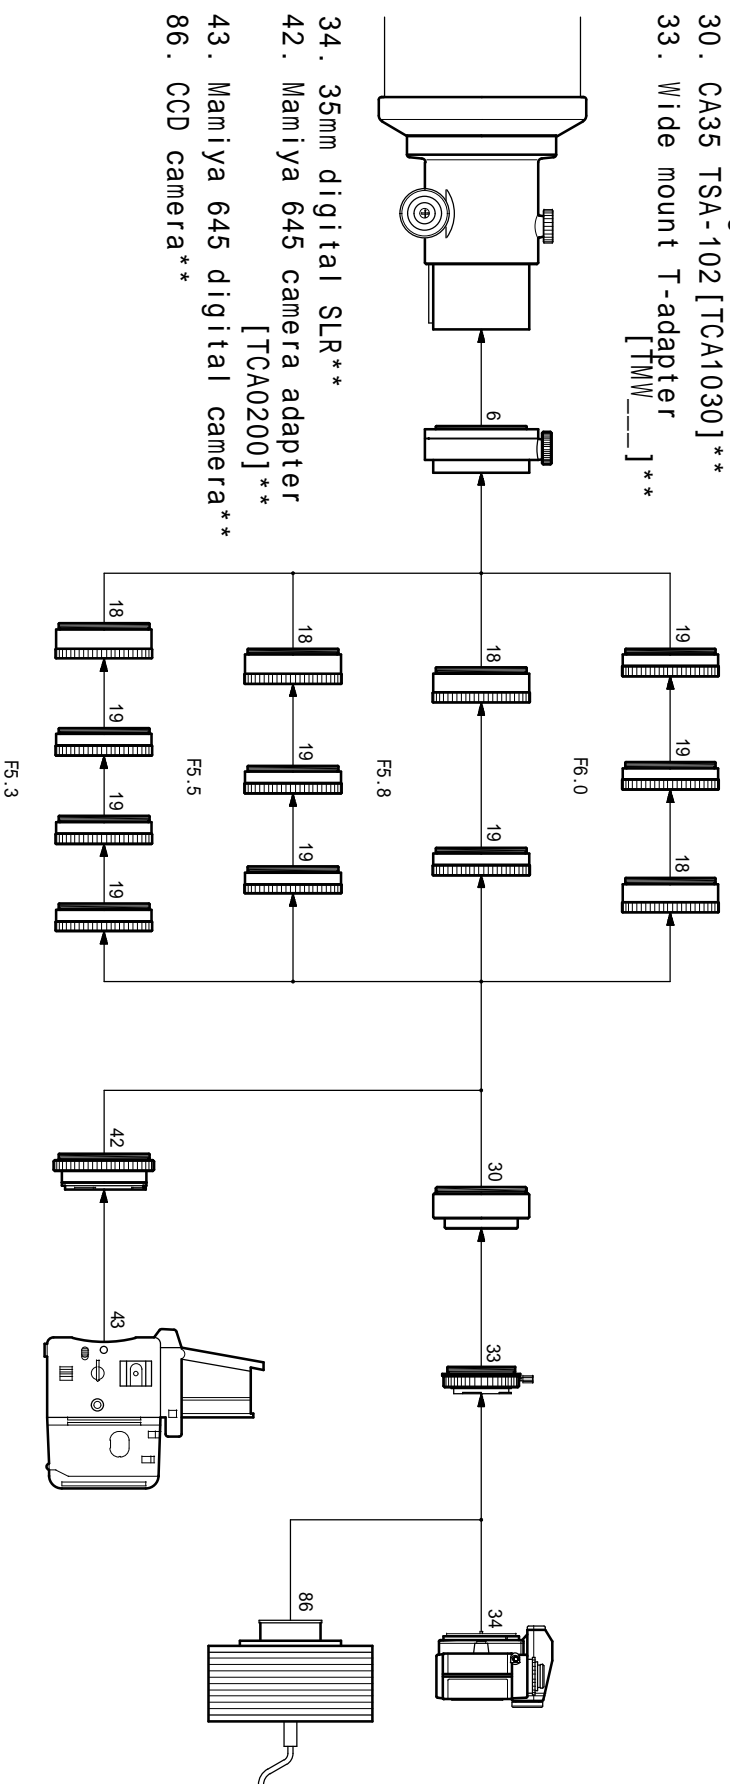 30. CA35 TSA-102[TCA1030]**
33. Wide mount T-adapter
[TMW___]**
34. 35mm digital SLR**
42. Mamiya 645 camera adapter
[TCA0200]**
43. Mamiya 645 digital camera**
86. CCD camera**
19 19 18
F6.0
6 18 19 30 33 34
F5.8
18 19 19 86
F5.5
18 19 19 19 42 43
F5.3